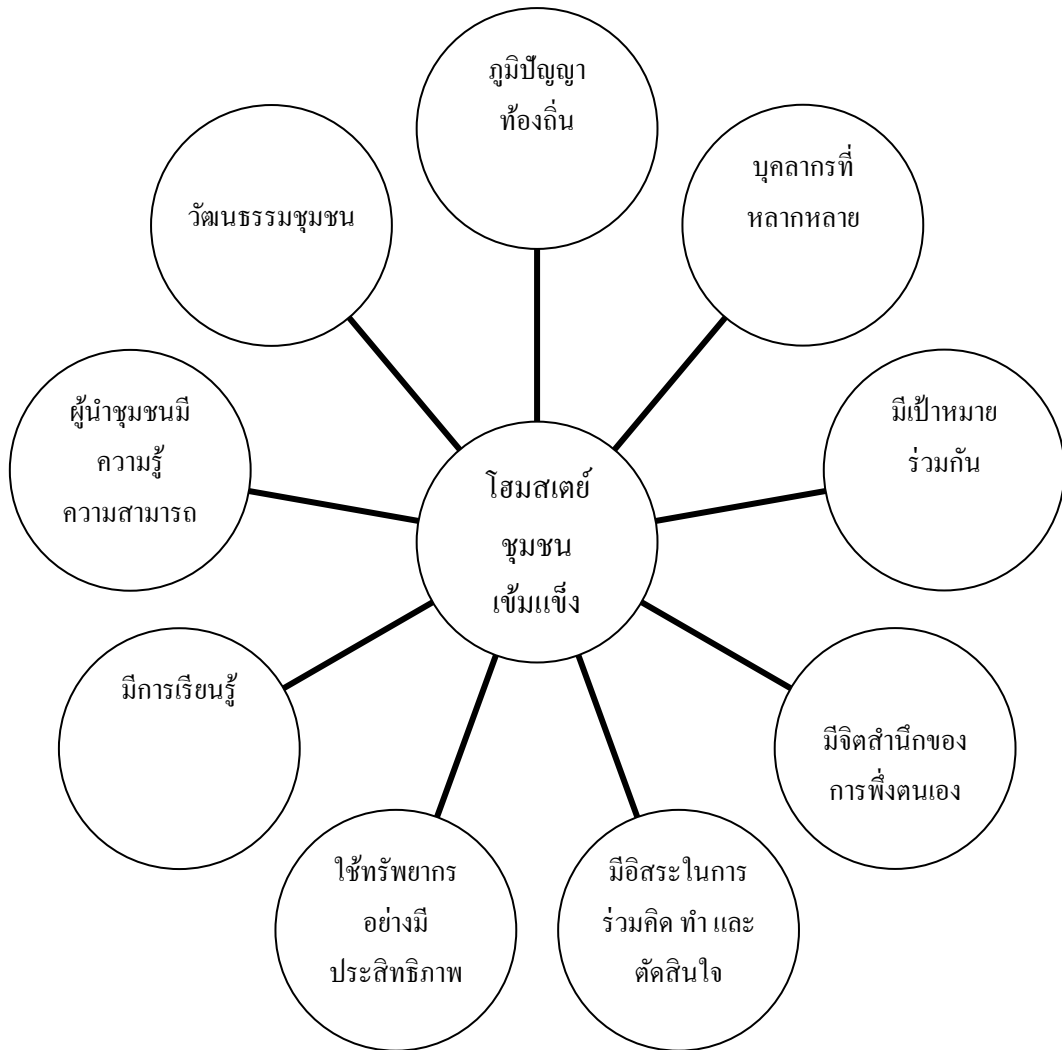 ภูมิปัญญา
ท้องถิ่น
บุคลากรที่
หลากหลาย
วัฒนธรรมชุมชน
มีเป้าหมาย
ร่วมกัน
ผู้นำชุมชนมี
ความรู้
ความสามารถ
โฮมสเตย์
ชุมชน
เข้มแข็ง
มีการเรียนรู้
มีจิตสำนึกของ
การพึ่งตนเอง
ใช้ทรัพยากร
อย่างมี
ประสิทธิภาพ
มีอิสระในการ
ร่วมคิด ทำ และ
ตัดสินใจ